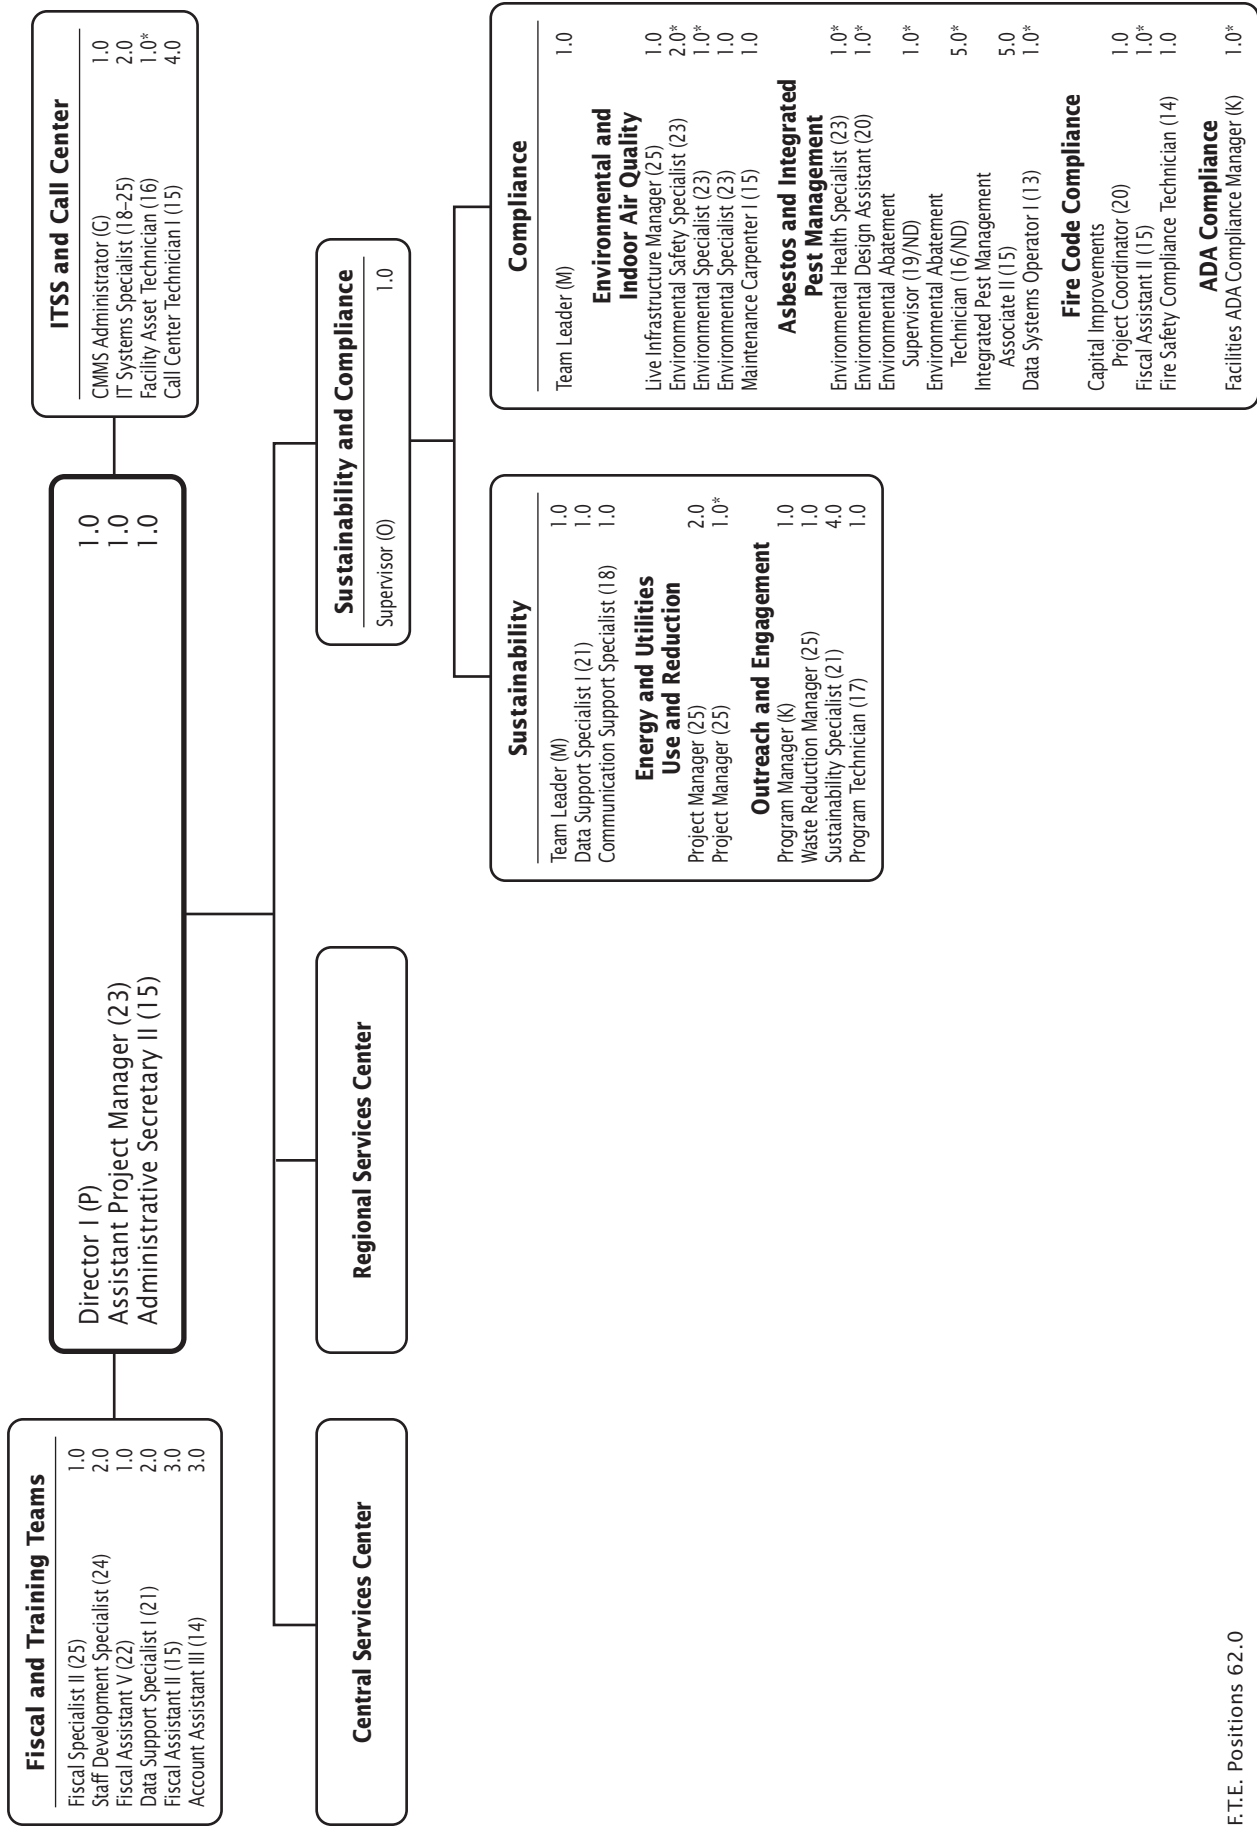 Fiscal and Training Teams
Fiscal Specialist II (25) 1.0
Staff Development Specialist (24) 2.0
Fiscal Assistant V (22) 1.0
Data Support Specialist I (21) 2.0
Fiscal Assistant II (15) 3.0
Account Assistant III (14) 3.0
Director I (P) 1.0
Assistant Project Manager (23) 1.0
Administrative Secretary II (15) 1.0
ITSS and Call Center
CMMS Administrator (G) 1.0
IT Systems Specialist (18–25) 2.0
Facility Asset Technician (16) 1.0*
Call Center Technician I (15) 4.0
Central Services Center
Regional Services Center
Sustainability and Compliance
Supervisor (O) 1.0
Sustainability
Team Leader (M) 1.0
Data Support Specialist I (21) 1.0
Communication Support Specialist (18) 1.0
Energy and Utilities
Use and Reduction
Project Manager (25) 2.0
Project Manager (25) 1.0*
Outreach and Engagement
Program Manager (K) 1.0
Waste Reduction Manager (25) 1.0
Sustainability Specialist (21) 4.0
Program Technician (17) 1.0
Compliance
Team Leader (M) 1.0
Environmental and
Indoor Air Quality
Live Infrastructure Manager (25) 1.0
Environmental Safety Specialist (23) 2.0*
Environmental Specialist (23) 1.0*
Environmental Specialist (23) 1.0
Maintenance Carpenter I (15) 1.0
Asbestos and Integrated
Pest Management
Environmental Health Specialist (23) 1.0*
Environmental Design Assistant (20) 1.0*
Environmental Abatement
Supervisor (19/ND) 1.0*
Environmental Abatement
Technician (16/ND) 5.0*
Integrated Pest Management
Associate II (15) 5.0
Data Systems Operator I (13) 1.0*
Fire Code Compliance
Capital Improvements
Project Coordinator (20) 1.0
Fiscal Assistant II (15) 1.0*
Fire Safety Compliance Technician (14) 1.0
ADA Compliance
Facilities ADA Compliance Manager (K) 1.0*
F.T.E. Positions 62.0